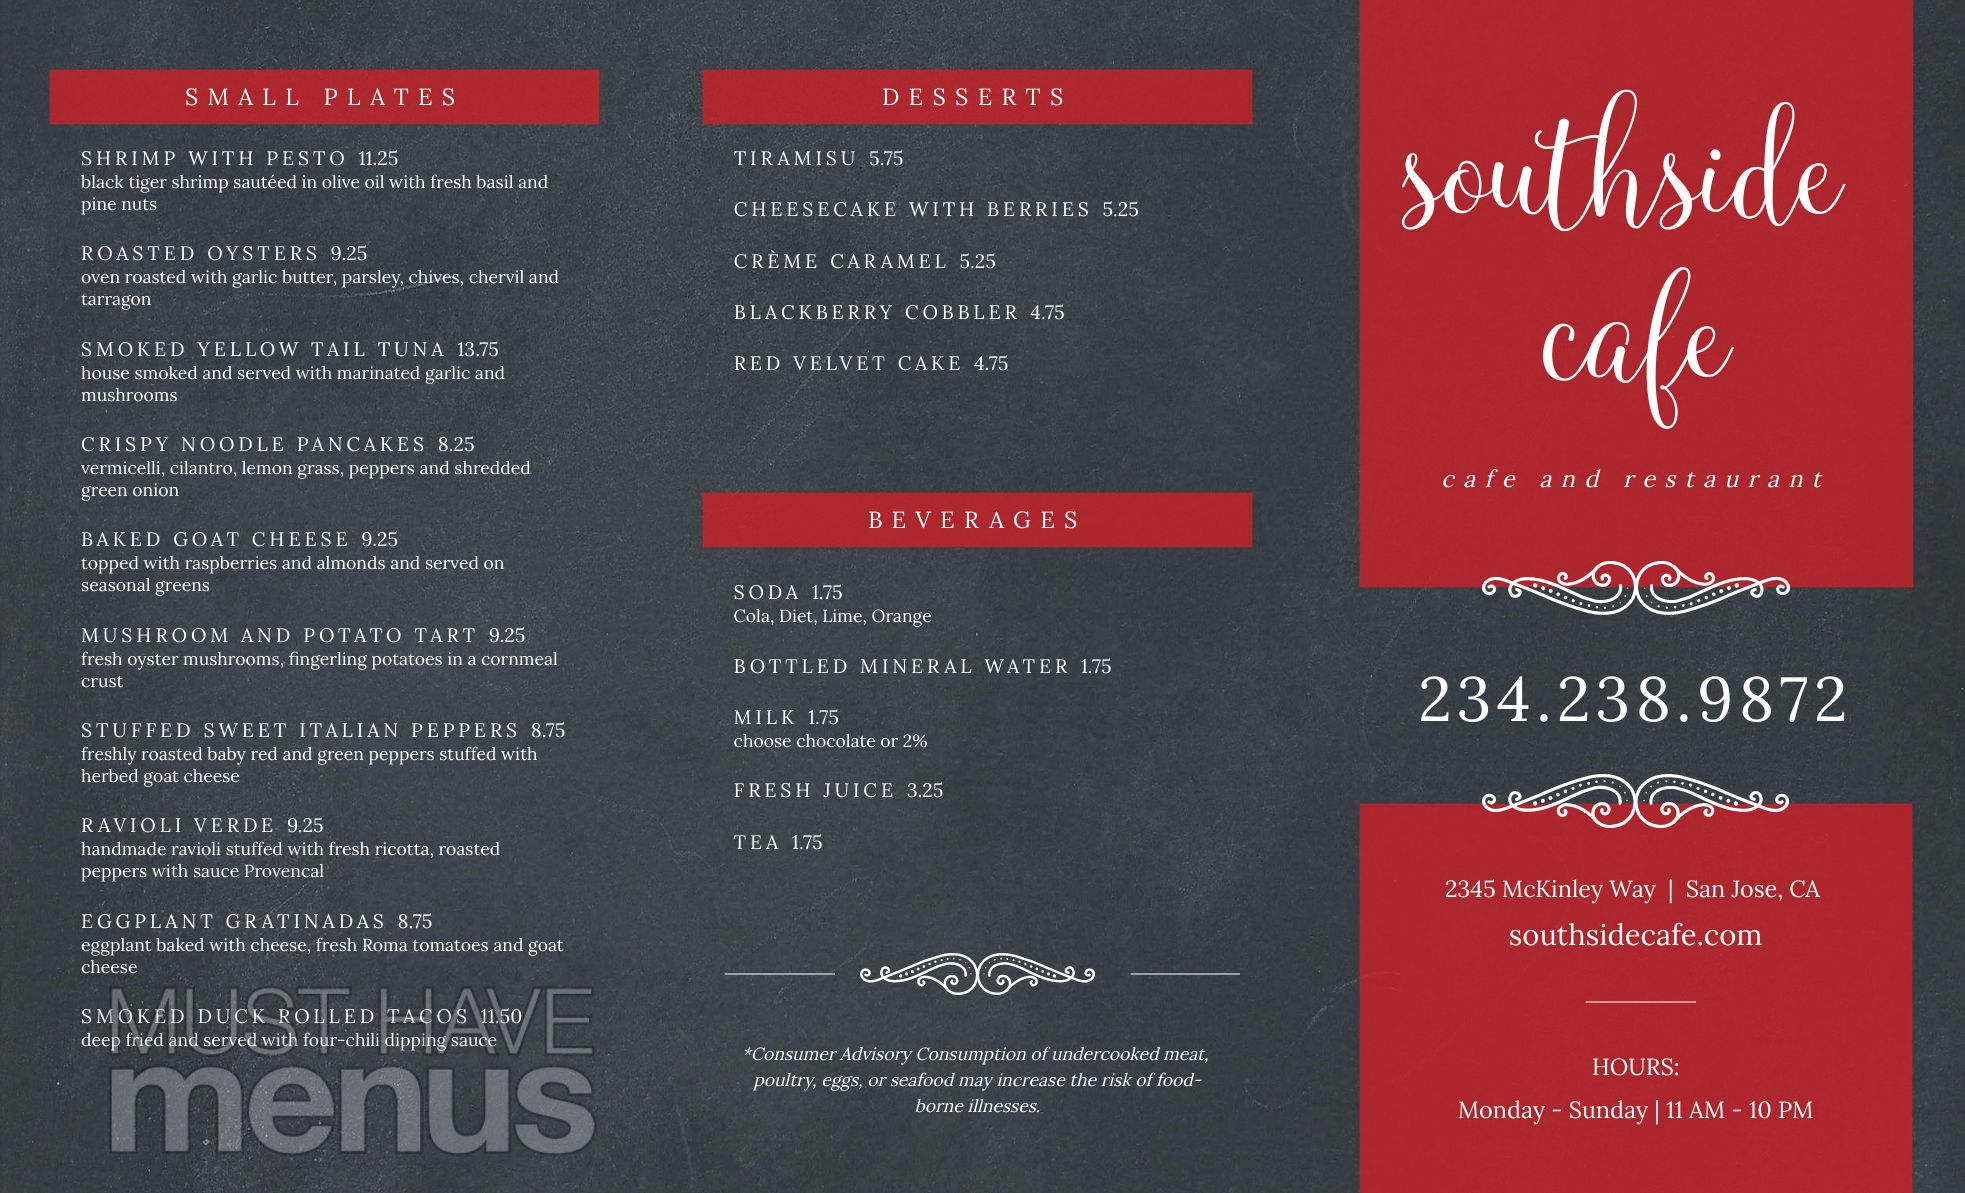 SMALL PLATES
SHRIMP WITH PESTO 11.25
black tiger shrimp sautéed in olive oil with fresh basil and
pine nuts
ROASTED OYSTERS 9.25
oven roasted with garlic butter, parsley, chives, chervil and
tarragon
SMOKED YELLOW TAIL TUNA 13.75
house smoked and served with marinated garlic and
mushrooms
CRISPY NOODLE PANCAKES 8.25
vermicelli, cilantro, lemon grass, peppers and shredded
green onion
BAKED GOAT CHEESE 9.25
topped with raspberries and almonds and served on
seasonal greens
MUSHROOM AND POTATO TART 9.25
fresh oyster mushrooms, fingerling potatoes in a cornmeal
crust
STUFFED SWEET ITALIAN PEPPERS 8.75
freshly roasted baby red and green peppers stuffed with
herbed goat cheese
RAVIOLI VERDE 9.25
handmade ravioli stuffed with fresh ricotta, roasted
peppers with sauce Provencal
EGGPLANT GRATINADAS 8.75
eggplant baked with cheese, fresh Roma tomatoes and goat
cheese
SMOKED DUCK ROLLED TACOS 11.50
deep fried and served with four-chili dipping sauce
MUST HAVE
menus
DESSERTS
TIRAMISU 5.75
CHEESECAKE WITH BERRIES 5.25
CRÈME CARAMEL 5.25
BLACKBERRY COBBLER 4.75
RED VELVET CAKE 4.75
BEVERAGES
SODA 1.75
Cola, Diet, Lime, Orange
BOTTLED MINERAL WATER 1.75
MILK 1.75
choose chocolate or 2%
FRESH JUICE 3.25
TEA 1.75
*Consumer Advisory Consumption of undercooked meat,
poultry, eggs, or seafood may increase the risk of food-
borne illnesses.
southside
cafe
cafe and restaurant
234.238.9872
2345 McKinley Way | San Jose, CA
southsidecafe.com
HOURS:
Monday - Sunday | 11 AM - 10 PM